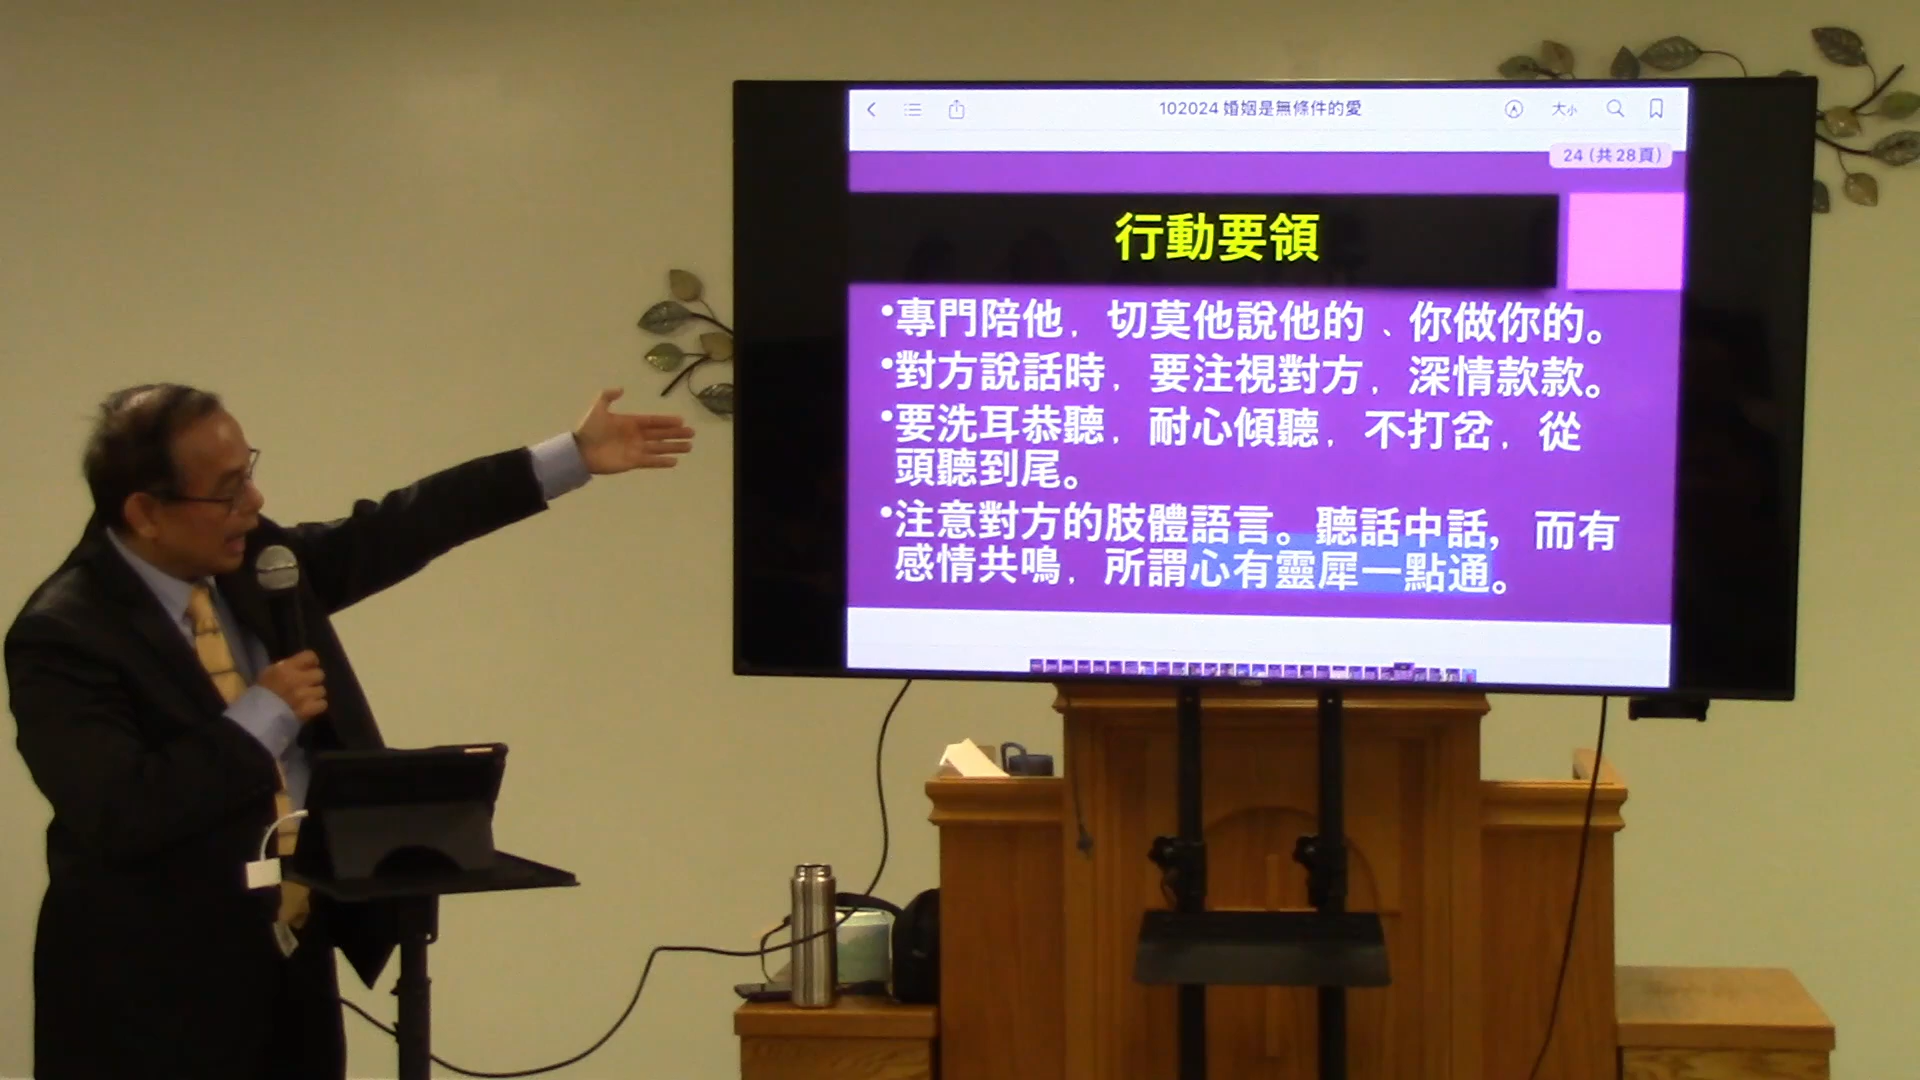 102024 婚姻是無條件的愛
大小
24 (共28頁)
行動要領
•專門陪他，切莫他說他的、你做你的。
•對方說話時，要注視對方，深情款款。
•要洗耳恭聽，耐心傾聽，不打岔，從
頭聽到尾。
•注意對方的肢體語言。聽話中話，而有
感情共鳴，所謂心有靈犀一點通。